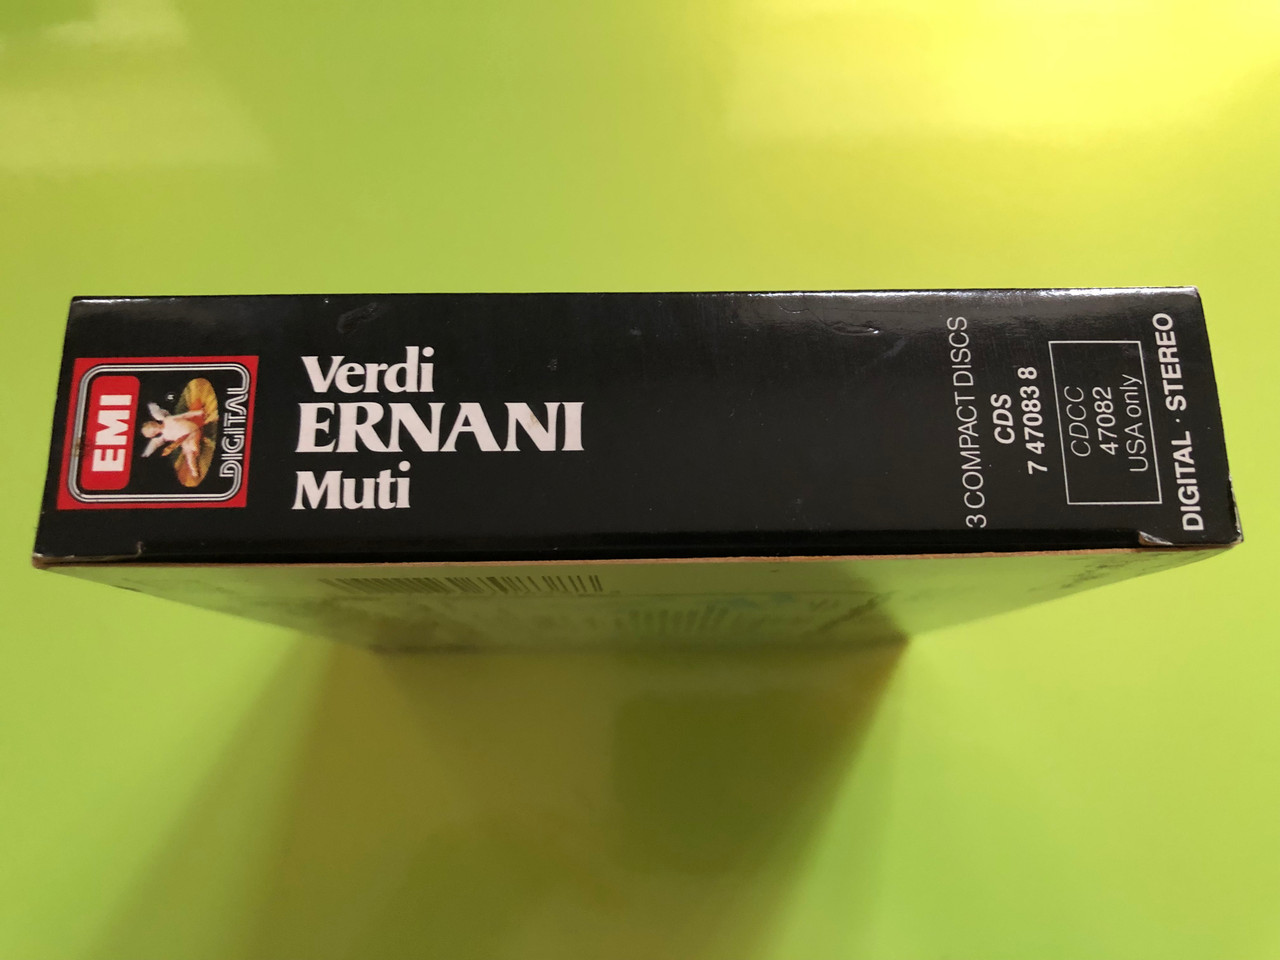 EMI
DIGITAL
Verdi
ERNANI
Muti
3 COMPACT DISCS
CDS
7 47083 8
CDCC
47082
USA only
DIGITAL · STEREO